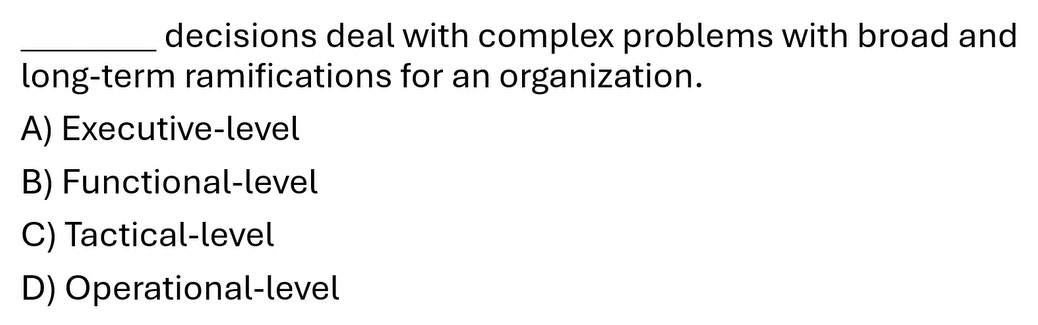 _________ decisions deal with complex problems with broad and
long-term ramifications for an organization.
A) Executive-level
B) Functional-level
C) Tactical-level
D) Operational-level